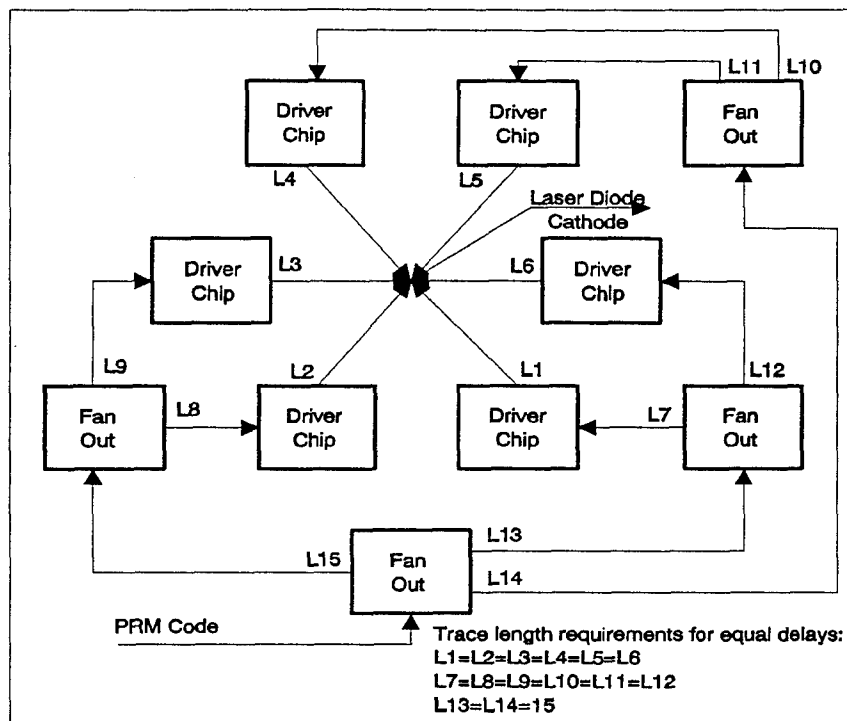 L11
L10
Driver
Chip
Driver
Chip
Fan
Out
L4
L5
Laser Diode
Cathode
Driver
Chip
L3
L6
Driver
Chip
L9
L2
L1
L12
Fan
Out
L8
Driver
Chip
Driver
Chip
L7
Fan
Out
L15
Fan
Out
L13
L14
PRM Code
Trace length requirements for equal delays:
L1=L2=L3=L4=L5=L6
L7=L8=L9=L10=L11=L12
L13=L14=15